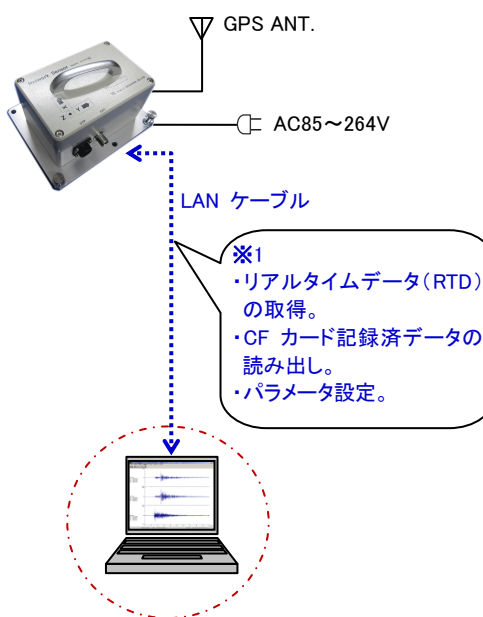 GPS ANT.
Network Sensor
X
Z
Y
AC85～264V
LAN ケーブル
※1
・リアルタイムデータ（RTD）
の取得。
・CF カード記録済データの
読み出し。
・パラメータ設定。